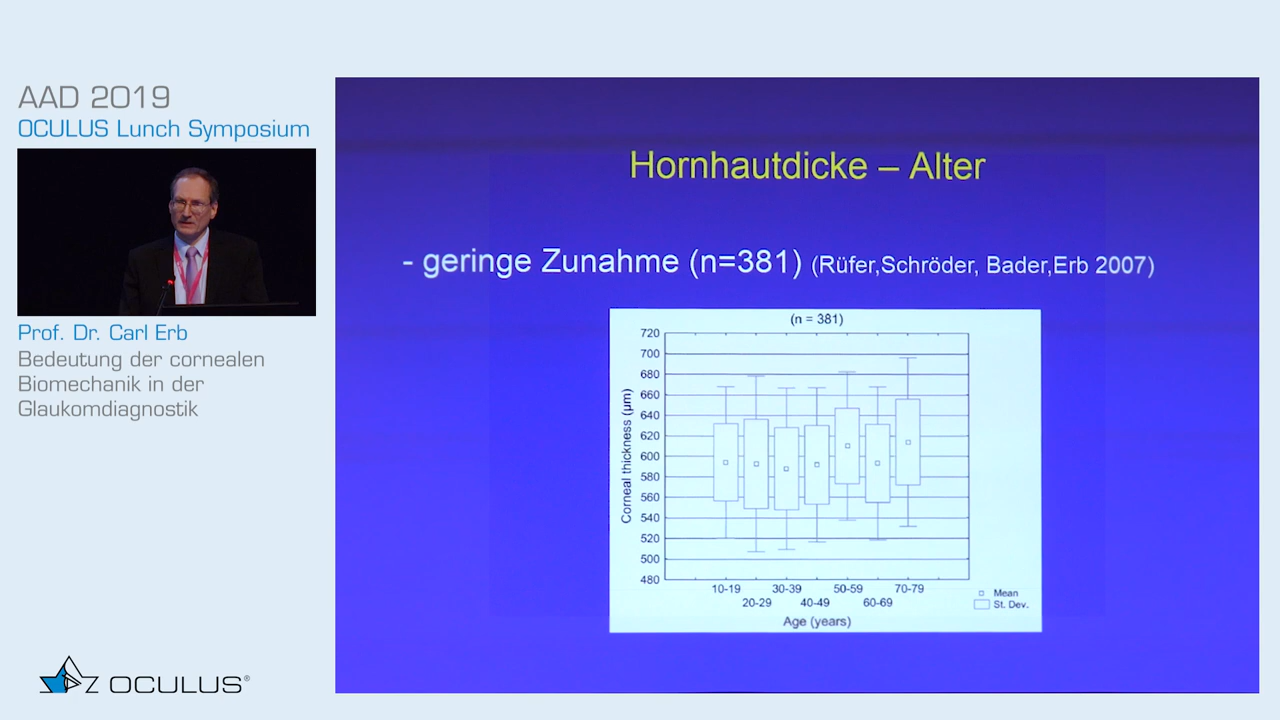 AAD 2019
OCULUS Lunch Symposium
Prof. Dr. Carl Erb
Bedeutung der cornealen
Biomechanik in der
Glaukomdiagnostik
OCULUS®
Hornhautdicke – Alter
- geringe Zunahme (n=381) (Rüfer,Schröder, Bader,Erb 2007)
(n = 381)
Corneal thickness (µm)
720
700
680
660
640
620
600
580
560
540
520
500
480
10-19 30-39 50-59 70-79
20-29 40-49 60-69
Age (years)
Mean
St. Dev.